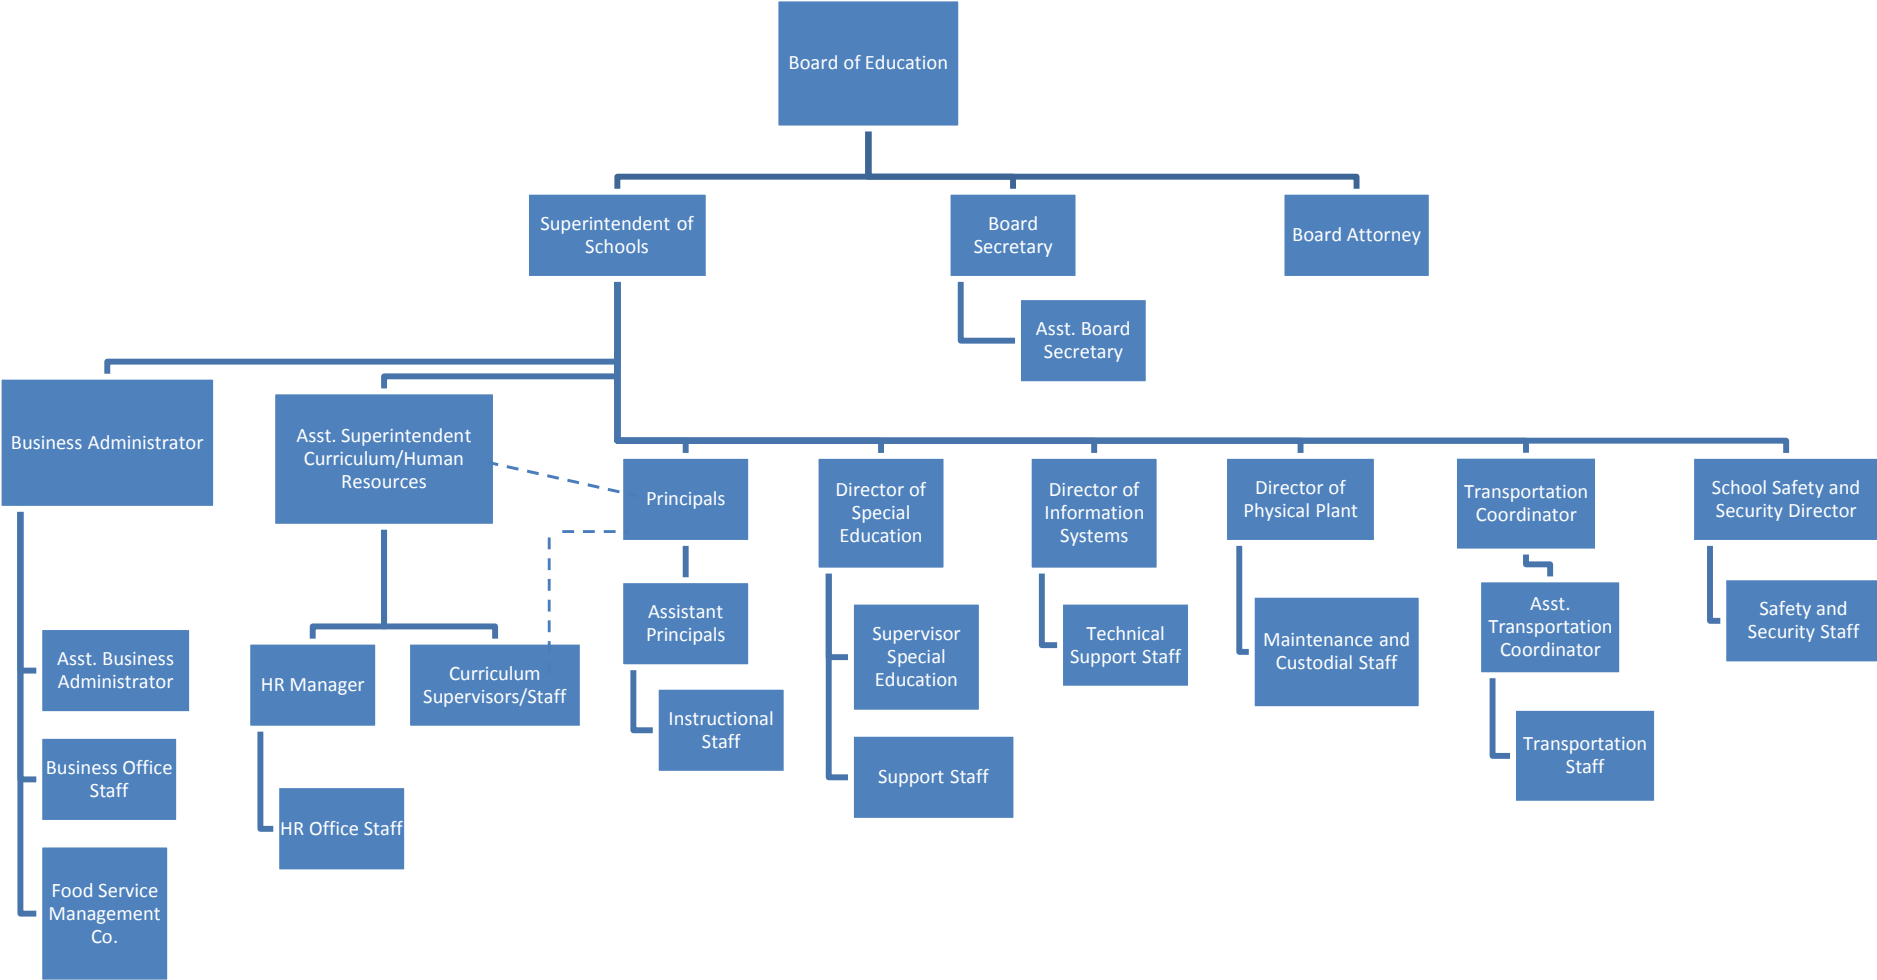 Board of Education
Superintendent of
Schools
Board
Secretary
Board Attorney
Asst. Board
Secretary
Business Administrator
Asst. Superintendent
Curriculum/Human
Resources
Principals
Director of
Special
Education
Director of
Information
Systems
Director of
Physical Plant
Transportation
Coordinator
School Safety and
Security Director
Asst. Business
Administrator
Business Office
Staff
Food Service
Management
Co.
HR Manager
HR Office Staff
Curriculum
Supervisors/Staff
Assistant
Principals
Instructional
Staff
Supervisor
Special
Education
Support Staff
Technical
Support Staff
Maintenance and
Custodial Staff
Asst.
Transportation
Coordinator
Transportation
Staff
Safety and
Security Staff